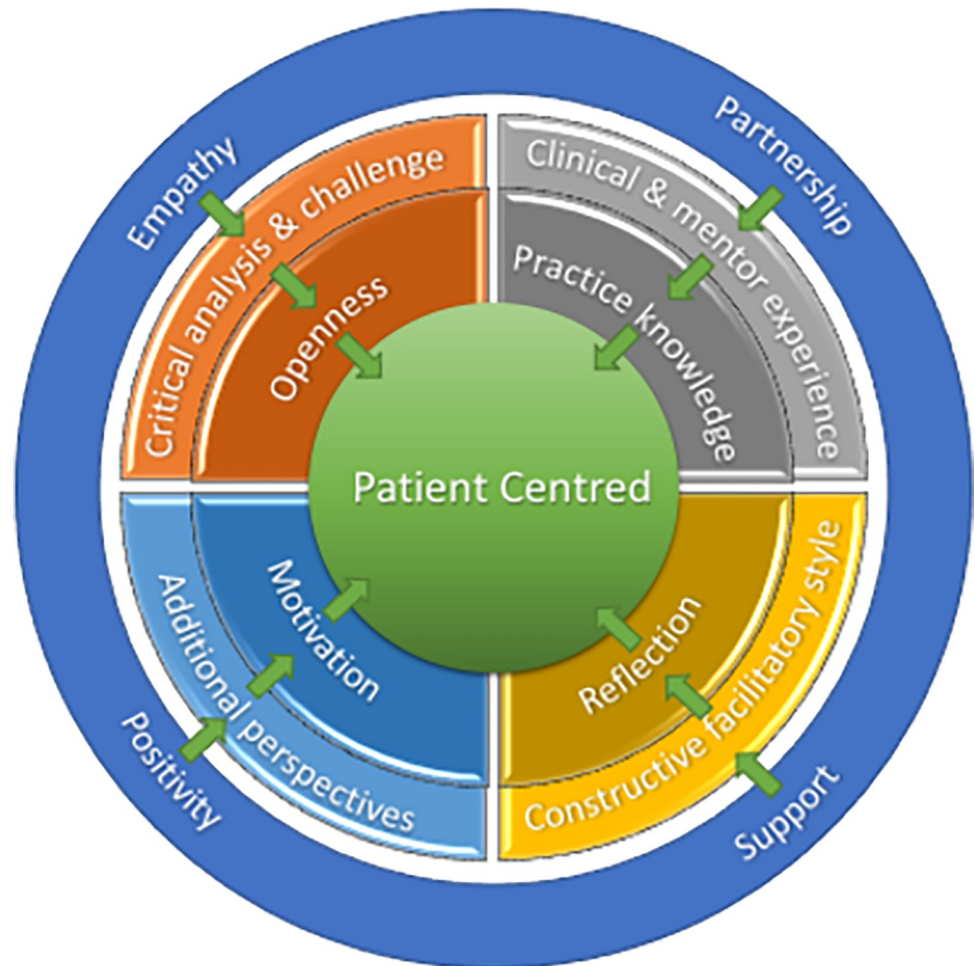 Empathy
Partnership
Critical analysis & challenge
Openness
Clinical & mentor experience
Practice knowledge
Patient Centred
Motivation
Additional perspectives
Positivity
Reflection
Constructive facilitatory style
Support